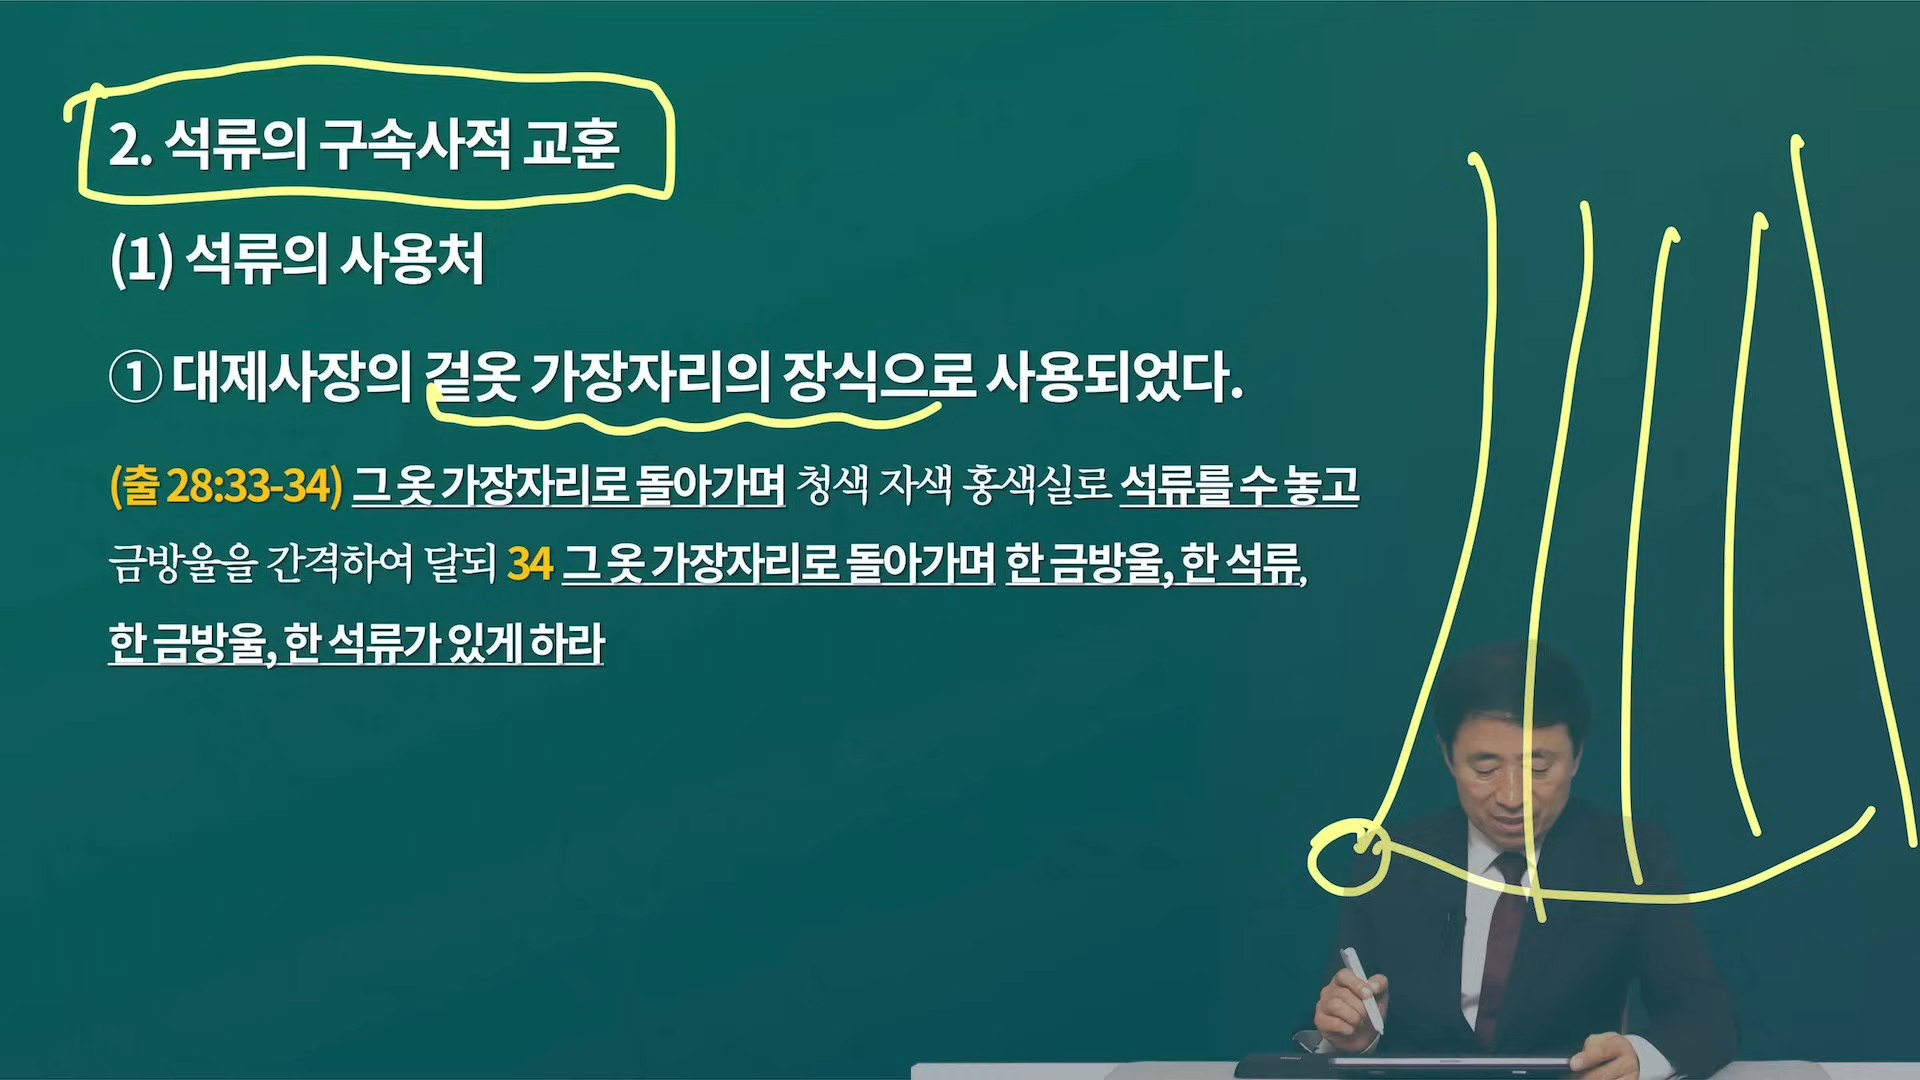 2. 석류의 구속사적 교훈
(1) 석류의 사용처
① 대제사장의 겉옷 가장자리의 장식으로 사용되었다.
(출 28:33-34) 그 옷 가장자리로 돌아가며 청색 자색 홍색실로 석류를 수 놓고
금방울을 간격하여 달되 34 그 옷 가장자리로 돌아가며 한 금방울, 한 석류,
한 금방울, 한 석류가 있게 하라